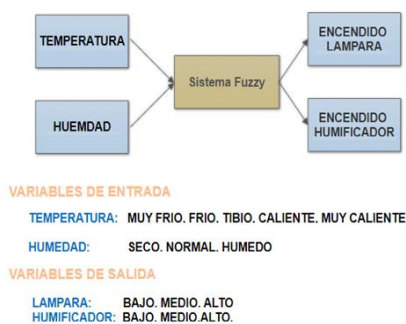 TEMPERATURA
HUEMDAD
Sistema Fuzzy
ENCENDIDO
LAMPARA
ENCENDIDO
HUMIFICADOR
VARIABLES DE ENTRADA
TEMPERATURA: MUY FRIO. FRIO. TIBIO. CALIENTE. MUY CALIENTE
HUMEDAD: SECO. NORMAL. HUMEDO
VARIABLES DE SALIDA
LAMPARA: BAJO. MEDIO. ALTO
HUMIFICADOR: BAJO. MEDIO.ALTO.